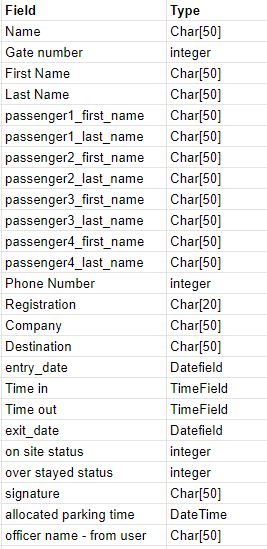 Field Type
Name Char[50]
Gate number integer
First Name Char[50]
Last Name Char[50]
passenger1_first_name Char[50]
passenger1_last_name Char[50]
passenger2_first_name Char[50]
passenger2_last_name Char[50]
passenger3_first_name Char[50]
passenger3_last_name Char[50]
passenger4_first_name Char[50]
passenger4_last_name Char[50]
Phone Number integer
Registration Char[20]
Company Char[50]
Destination Char[50]
entry_date Datefield
Time in TimeField
Time out TimeField
exit_date Datefield
on site status integer
over stayed status integer
signature Char[50]
allocated parking time DateTime
officer name - from user Char[50]